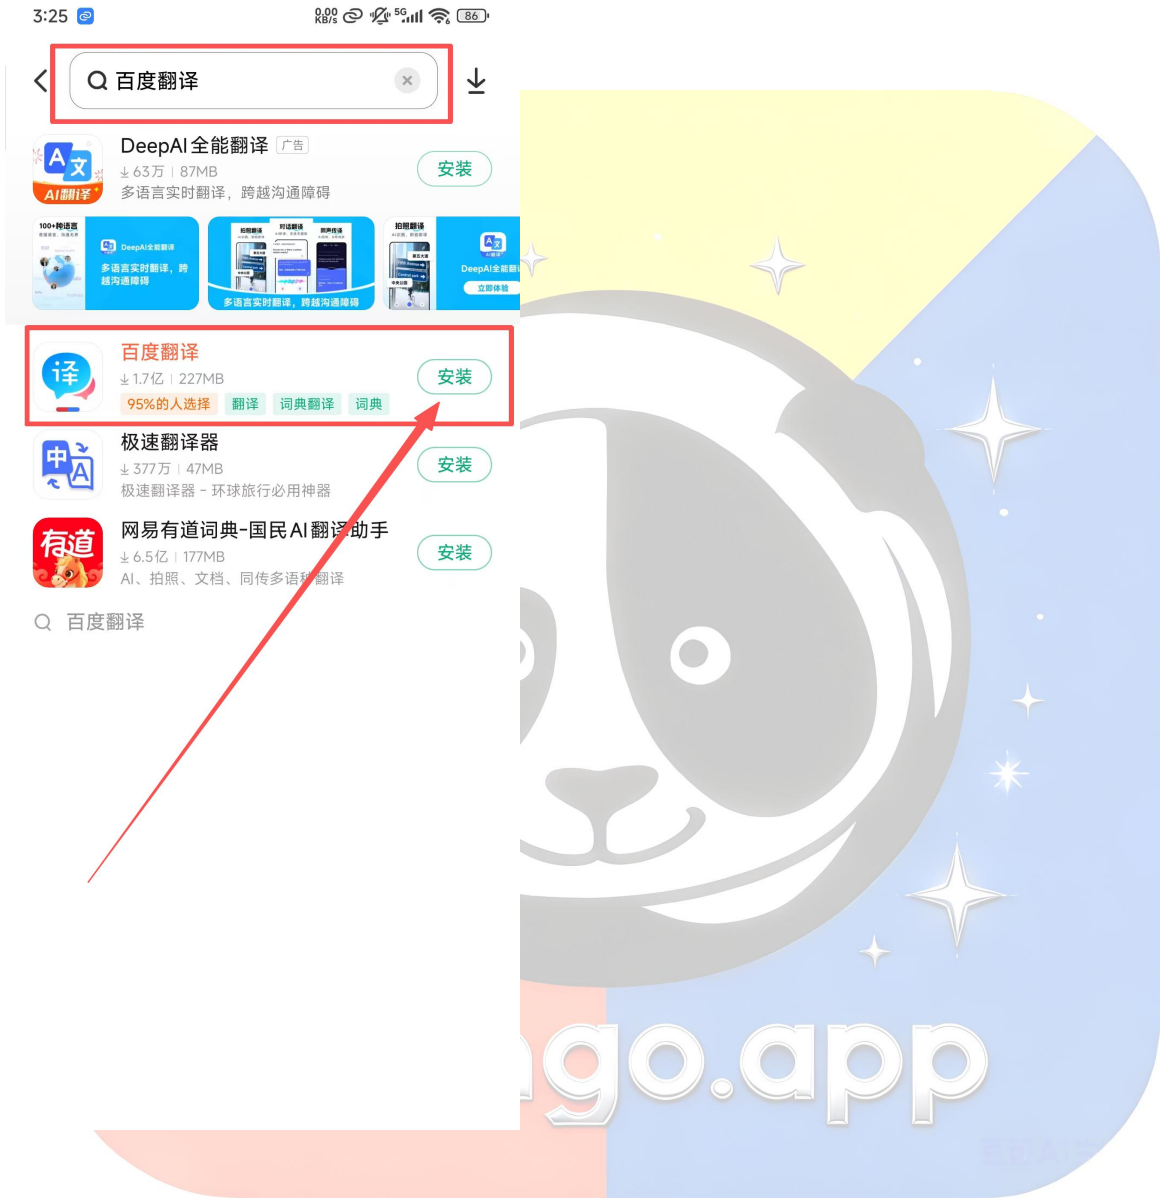 3:25
0.00
KB/s
5G
86
百度翻译
DeepAI全能翻译 广告
63万 | 87MB
多语言实时翻译，跨越沟通障碍
安装
AI翻译
100+种语言
DeepAI全能翻译
多语言实时翻译，跨
越沟通障碍
拍照翻译
对话翻译
同声传译
多语言实时翻译，跨越沟通障碍
拍照翻译
DeepAI全能翻
立即体验
译
百度翻译
1.7亿 | 227MB
95%的人选择 翻译 词典翻译 词典
安装
中A
极速翻译器
377万 | 47MB
极速翻译器 – 环球旅行必用神器
安装
有道
网易有道词典-国民AI翻译助手
6.5亿 | 177MB
AI、拍照、文档、同传多语种翻译
安装
百度翻译
ngo.app